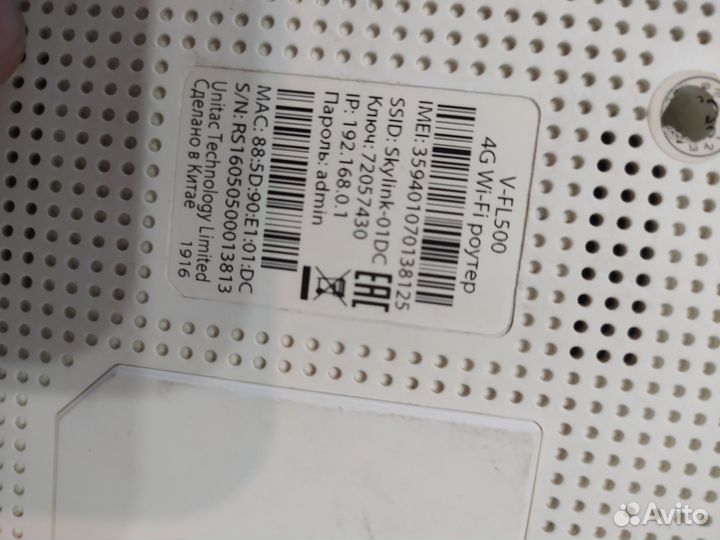 V-FL500
4G Wi-Fi роутер
IMEI: 359401070138125
SSID: Skylink-01DC
Ключ: 72057430
IP: 192.168.0.1
Пароль: admin
EAC
MAC: 88:5D:90:E1:01:DC
S/N: RS16050500013813
Unitac Technology Limited
Сделано в Китае
1916
Avito